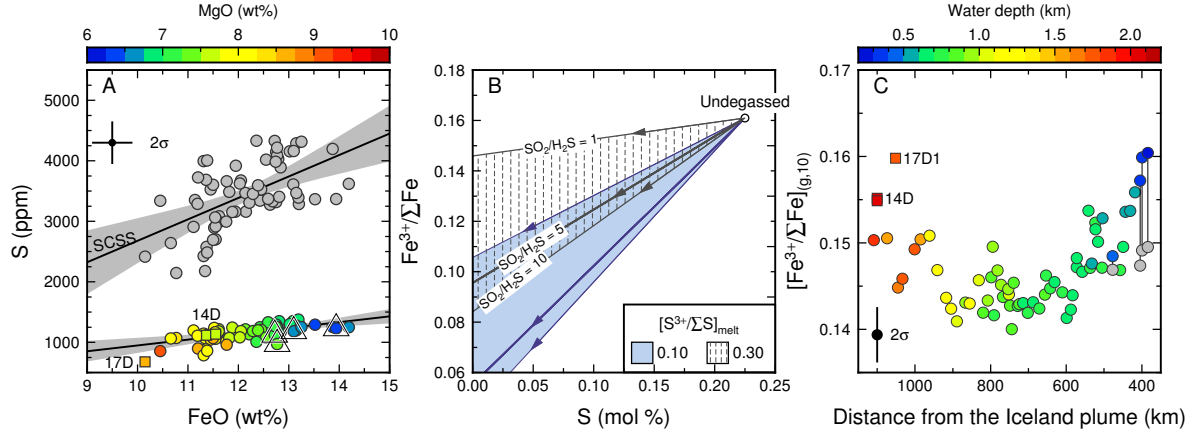 MgO (wt%)
6 7 8 9 10
A
5000
4000
3000
2000
1000
S (ppm)
2σ
SCSS
14D
17D
9 10 11 12 13 14 15
FeO (wt%)
B
0.18
0.16
0.14
0.12
0.10
0.08
0.06
Fe³⁺/ΣFe
Undegassed
SO₂/H₂S = 1
SO₂/H₂S = 5
SO₂/H₂S = 10
[S³⁺/ΣS]melt
0.10 0.30
0.00 0.05 0.10 0.15 0.20 0.25
S (mol %)
Water depth (km)
0.5 1.0 1.5 2.0
C
0.17
0.16
0.15
0.14
[Fe³⁺/ΣFe](g,10)
17D1
14D
2σ
1000 800 600 400
Distance from the Iceland plume (km)